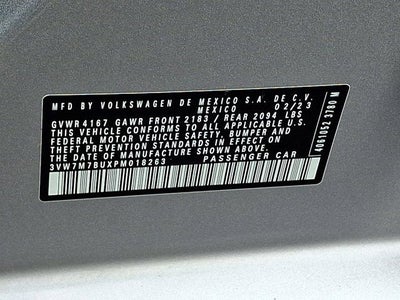 MFD BY VOLKSWAGEN DE MEXICO S.A. DE C.V.
MEXICO 02/23
GVWR 4167 GAWR FRONT 2183 / REAR 2094 LBS
THIS VEHICLE CONFORMS TO ALL APPLICABLE
FEDERAL MOTOR VEHICLE SAFETY, BUMPER AND
THEFT PREVENTION STANDARDS IN EFFECT ON
THE DATE OF MANUFACTURE SHOWN ABOVE
3VW7M7BUXPM018263 PASSENGER CAR
4061052 3780 M